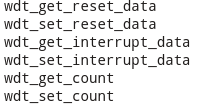 wdt_get_reset_data
wdt_set_reset_data
wdt_get_interrupt_data
wdt_set_interrupt_data
wdt_get_count
wdt_set_count